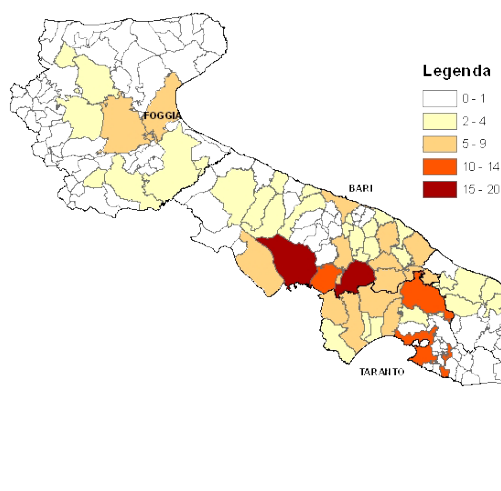 Legenda
0 - 1
2 - 4
5 - 9
10 - 14
15 - 20
FOGGIA
BARI
TARANTO